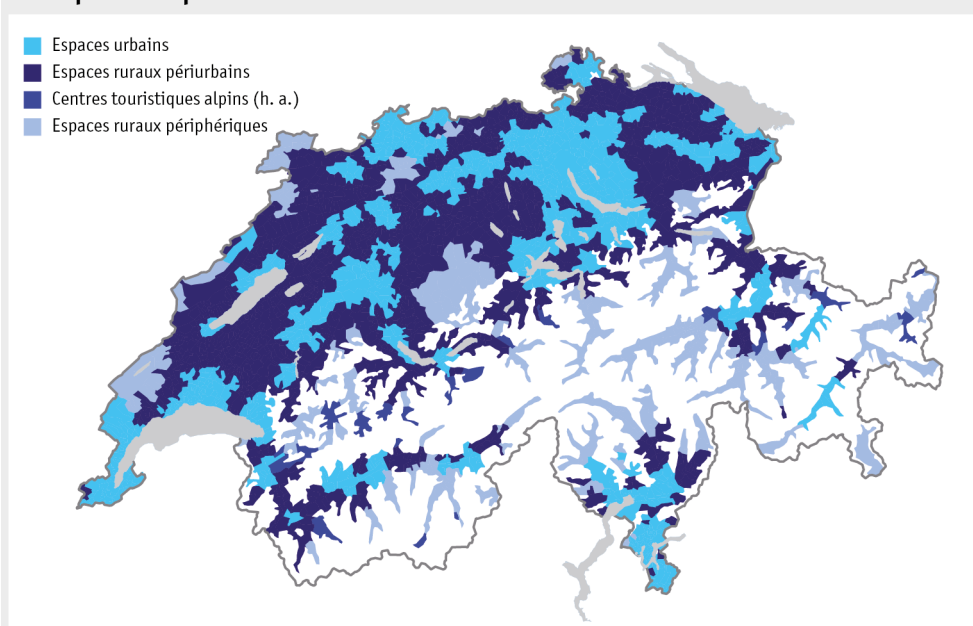 Espaces urbains
Espaces ruraux périurbains
Centres touristiques alpins (h. a.)
Espaces ruraux périphériques